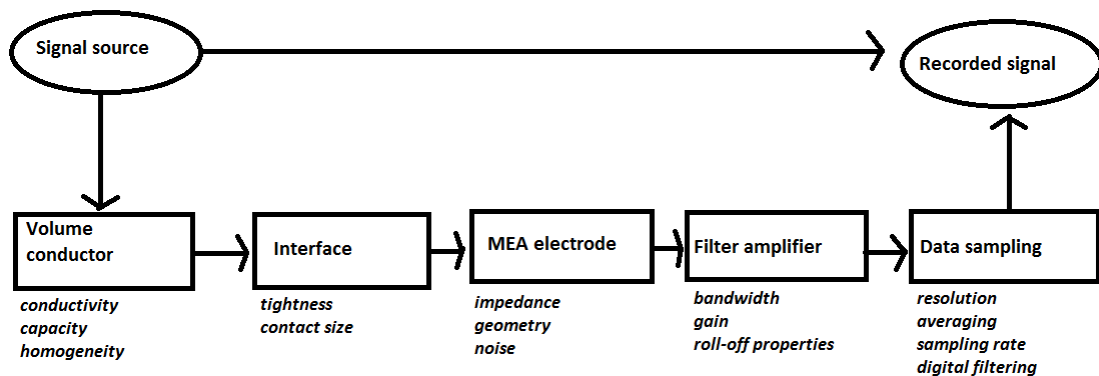 Signal source
Recorded signal
Volume
conductor
Interface
MEA electrode
Filter amplifier
Data sampling
conductivity
capacity
homogeneity
tightness
contact size
impedance
geometry
noise
bandwidth
gain
roll-off properties
resolution
averaging
sampling rate
digital filtering